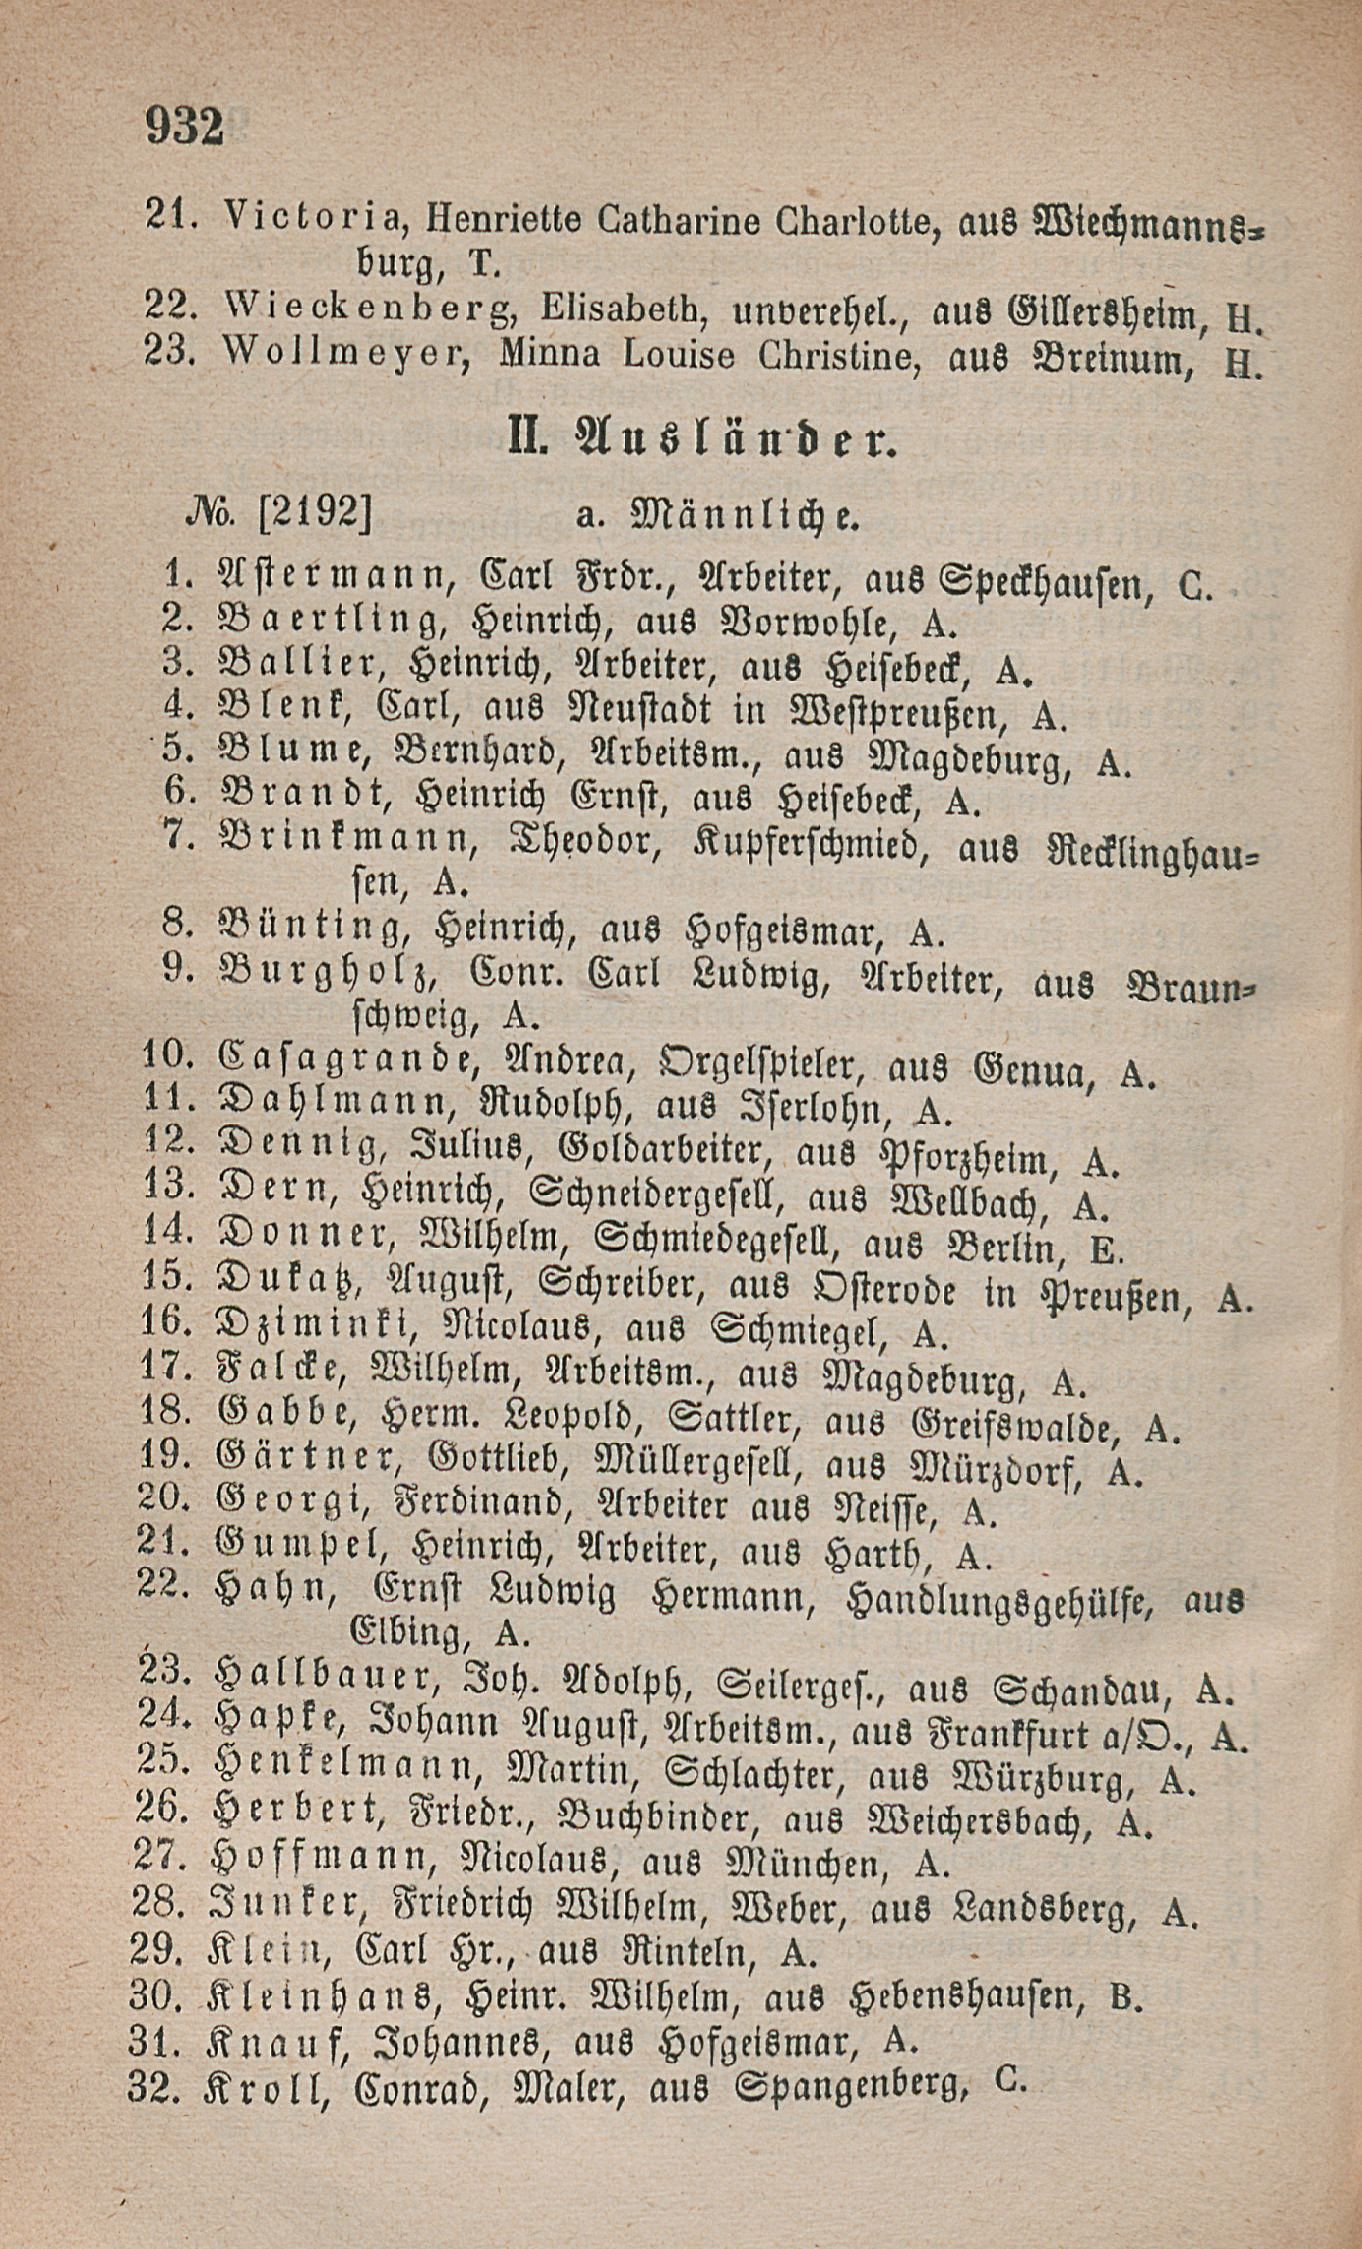 932
21. Victoria, Henriette Catharine Charlotte, aus Wiechmanns-
burg, T.
22. Wieckenberg, Elisabeth, unverehel., aus Gillersheim, H.
23. Wollmeyer, Minna Louise Christine, aus Breinum, H.
II. Ausländer.
No. [2192] a. Männliche.
1. Astermann, Carl Frdr., Arbeiter, aus Speckhausen, C.
2. Baertling, Heinrich, aus Vorwohle, A.
3. Ballier, Heinrich, Arbeiter, aus Heisebeck, A.
4. Blenk, Carl, aus Neustadt in Westpreußen, A.
5. Blume, Bernhard, Arbeitsm., aus Magdeburg, A.
6. Brandt, Heinrich Ernst, aus Heisebeck, A.
7. Brinkmann, Theodor, Kupferschmied, aus Recklinghau-
sen, A.
8. Bünting, Heinrich, aus Hofgeismar, A.
9. Burgholz, Conr. Carl Ludwig, Arbeiter, aus Braun-
schweig, A.
10. Casagrande, Andrea, Orgelspieler, aus Genua, A.
11. Dahlmann, Rudolph, aus Iserlohn, A.
12. Dennig, Julius, Goldarbeiter, aus Pforzheim, A.
13. Dern, Heinrich, Schneidergesell, aus Wellbach, A.
14. Donner, Wilhelm, Schmiedegesell, aus Berlin, E.
15. Dukatz, August, Schreiber, aus Osterode in Preußen, A.
16. Dziminki, Nicolaus, aus Schmiegel, A.
17. Falcke, Wilhelm, Arbeitsm., aus Magdeburg, A.
18. Gabbe, Herm. Leopold, Sattler, aus Greifswalde, A.
19. Gärtner, Gottlieb, Müllergesell, aus Mürzdorf, A.
20. Georgi, Ferdinand, Arbeiter aus Neisse, A.
21. Gumpel, Heinrich, Arbeiter, aus Harth, A.
22. Hahn, Ernst Ludwig Hermann, Handlungsgehülfe, aus
Elbing, A.
23. Hallbauer, Joh. Adolph, Seilerges., aus Schandau, A.
24. Hapke, Johann August, Arbeitsm., aus Frankfurt a/O., A.
25. Henkelmann, Martin, Schlachter, aus Würzburg, A.
26. Herbert, Friedr., Buchbinder, aus Weichersbach, A.
27. Hoffmann, Nicolaus, aus München, A.
28. Junker, Friedrich Wilhelm, Weber, aus Landsberg, A.
29. Klein, Carl Hr., aus Rinteln, A.
30. Kleinhans, Heinr. Wilhelm, aus Hebenshausen, B.
31. Knauf, Johannes, aus Hofgeismar, A.
32. Kroll, Conrad, Maler, aus Spangenberg, C.